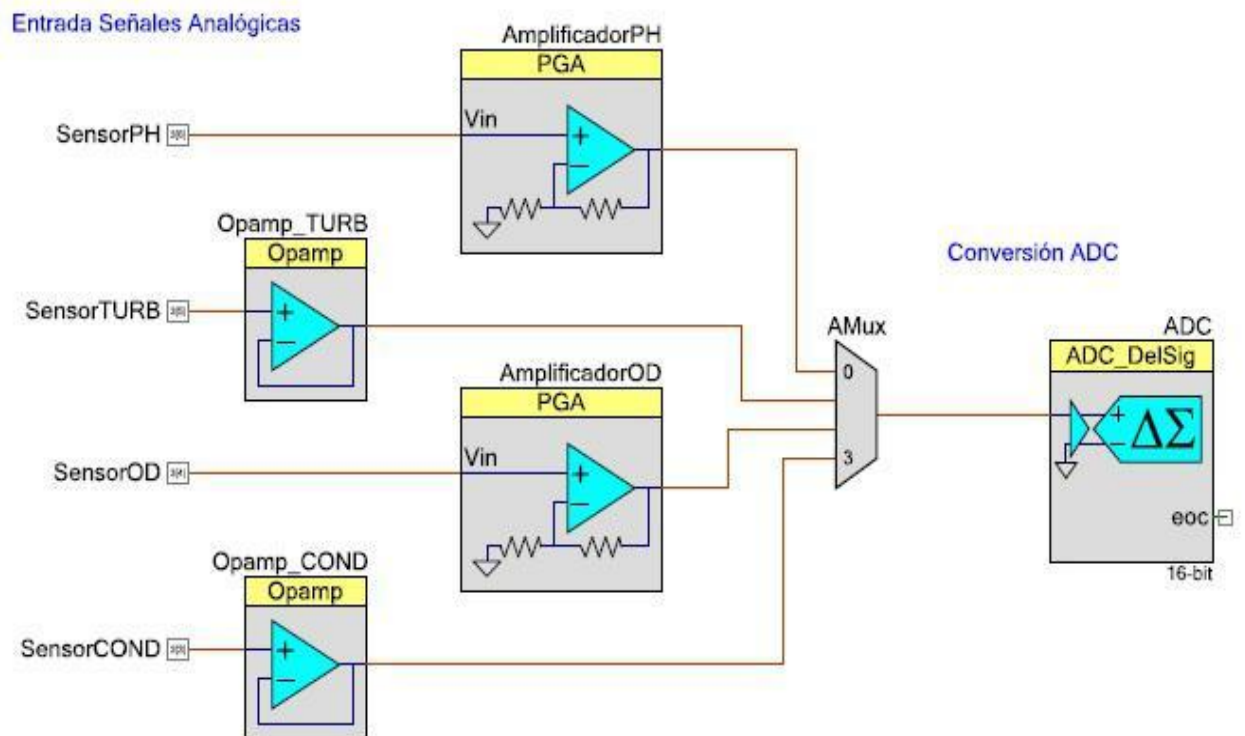 Entrada Señales Analógicas
AmplificadorPH
PGA
Vin
+
−
SensorPH
Opamp_TURB
Opamp
+
−
SensorTURB
AmplificadorOD
PGA
Vin
+
−
SensorOD
Opamp_COND
Opamp
+
−
SensorCOND
AMux
0
3
Conversión ADC
ADC
ADC_DelSig
+
−
ΔΣ
eoc
16-bit